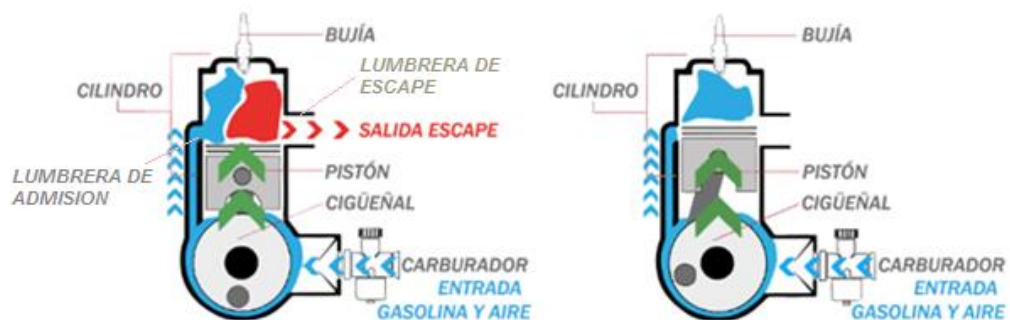 BUJÍA
LUMBRERA DE
ESCAPE
CILINDRO
SALIDA ESCAPE
LUMBRERA DE
ADMISION
PISTÓN
CIGÜEÑAL
CARBURADOR
ENTRADA
GASOLINA Y AIRE
BUJÍA
CILINDRO
PISTÓN
CIGÜEÑAL
CARBURADOR
ENTRADA
GASOLINA Y AIRE